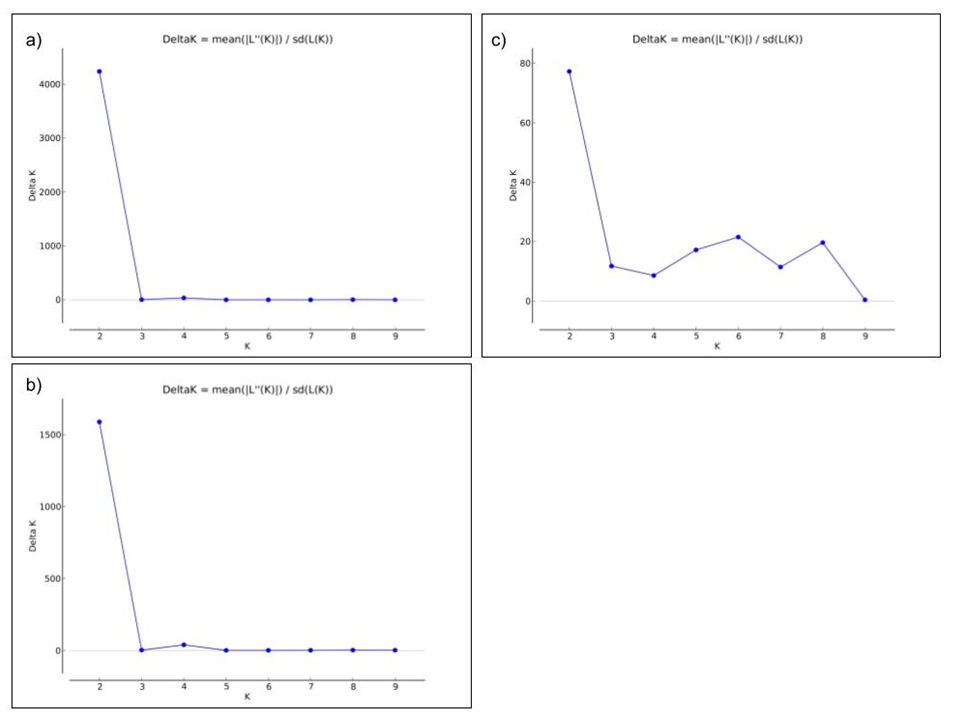 a)
DeltaK = mean(|L''(K)|) / sd(L(K))
Delta K
4000
3000
2000
1000
0
2 3 4 5 6 7 8 9
K
c)
DeltaK = mean(|L''(K)|) / sd(L(K))
Delta K
80
60
40
20
0
2 3 4 5 6 7 8 9
K
b)
DeltaK = mean(|L''(K)|) / sd(L(K))
Delta K
1500
1000
500
0
2 3 4 5 6 7 8 9
K